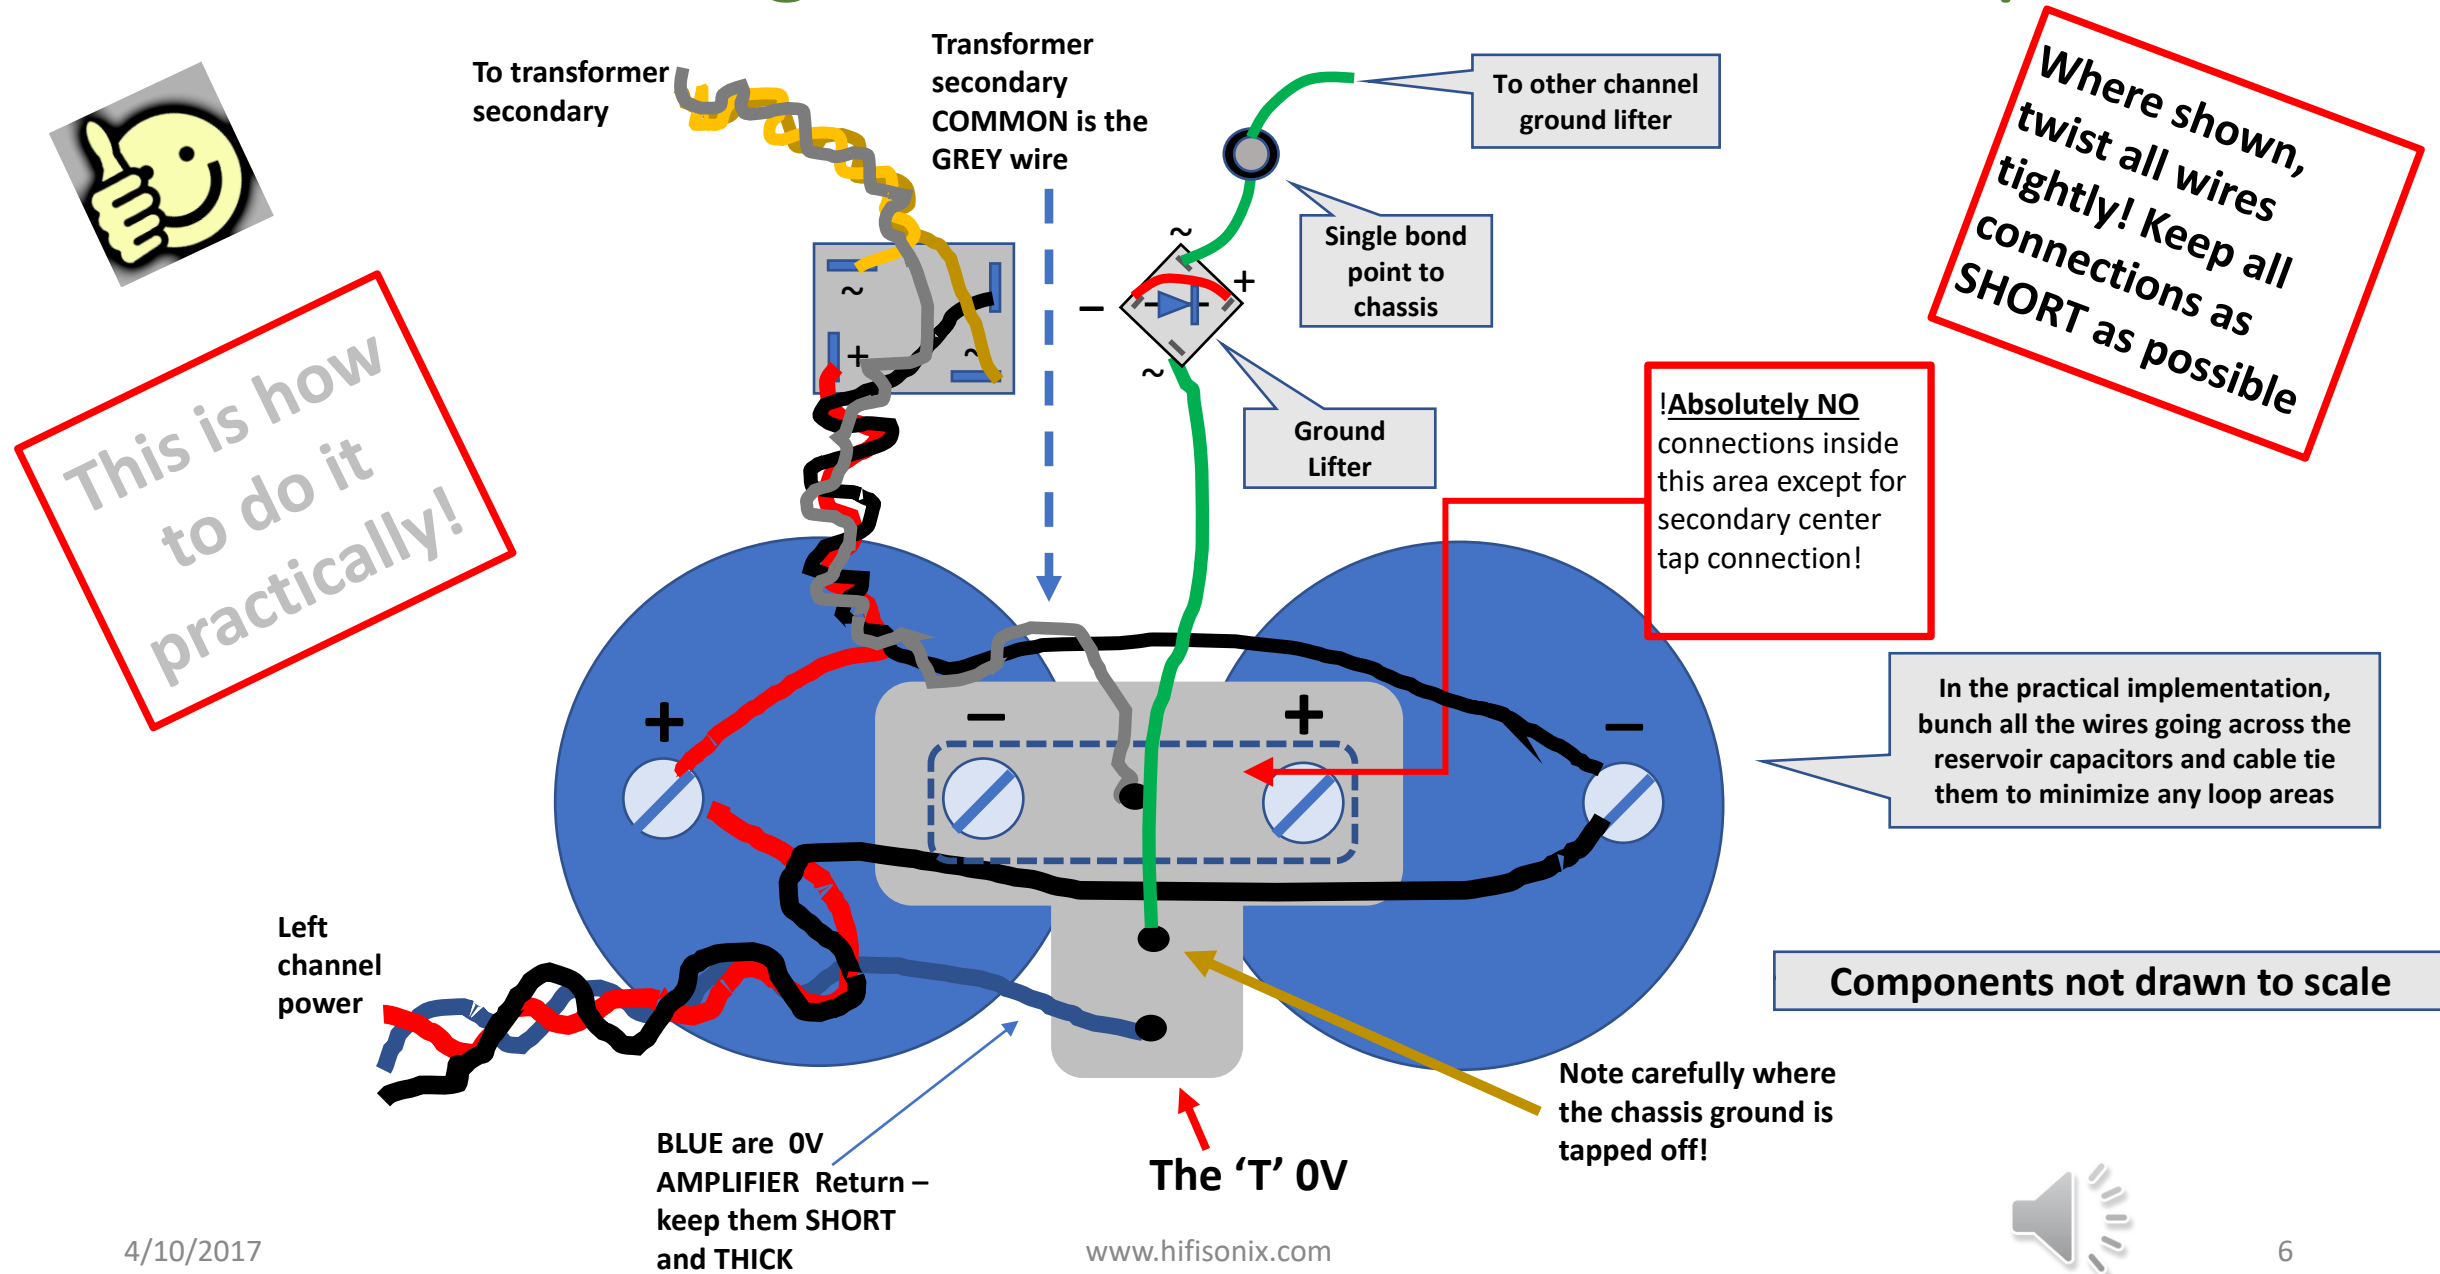 To transformer
secondary
Transformer
secondary
COMMON is the
GREY wire
To other channel
ground lifter
Where shown,
twist all wires
tightly! Keep all
connections as
SHORT as possible
Single bond
point to
chassis
~
~
+
~
+
–
~
~
Ground
Lifter
This is how
to do it
practically!
!Absolutely NO
connections inside
this area except for
secondary center
tap connection!
In the practical implementation,
bunch all the wires going across the
reservoir capacitors and cable tie
them to minimize any loop areas
+
–
+
–
Left
channel
power
Components not drawn to scale
Note carefully where
the chassis ground is
tapped off!
BLUE are 0V
AMPLIFIER Return –
keep them SHORT
and THICK
The ‘T’ 0V
4/10/2017
www.hifisonix.com
6